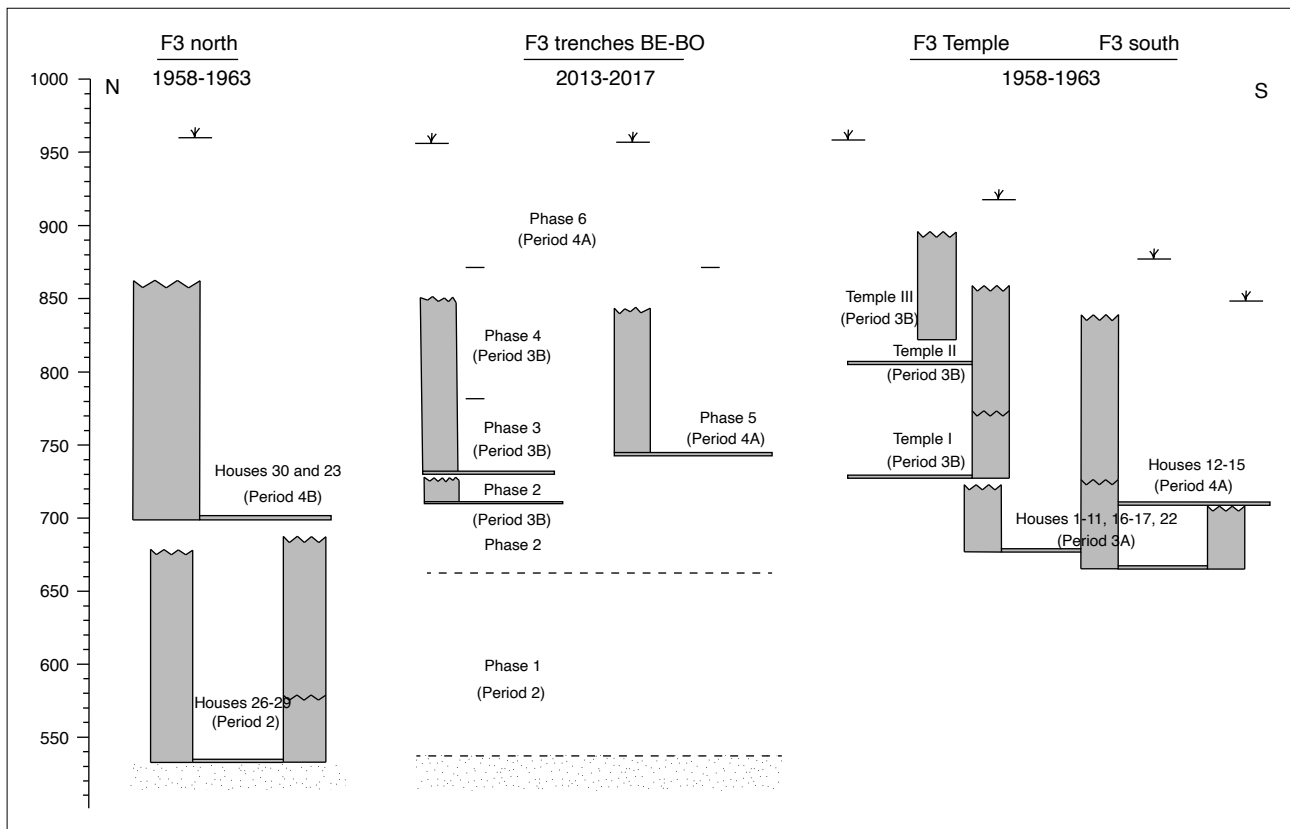 F3 north
1958-1963
F3 trenches BE-BO
2013-2017
F3 Temple
F3 south
1958-1963
N
S
1000
950
900
850
800
750
700
650
600
550
Houses 30 and 23
(Period 4B)
Houses 26-29
(Period 2)
Phase 6
(Period 4A)
Phase 4
(Period 3B)
Phase 3
(Period 3B)
Phase 2
(Period 3B)
Phase 2
Phase 5
(Period 4A)
Phase 1
(Period 2)
Temple III
(Period 3B)
Temple II
(Period 3B)
Temple I
(Period 3B)
Houses 1-11, 16-17, 22
(Period 3A)
Houses 12-15
(Period 4A)